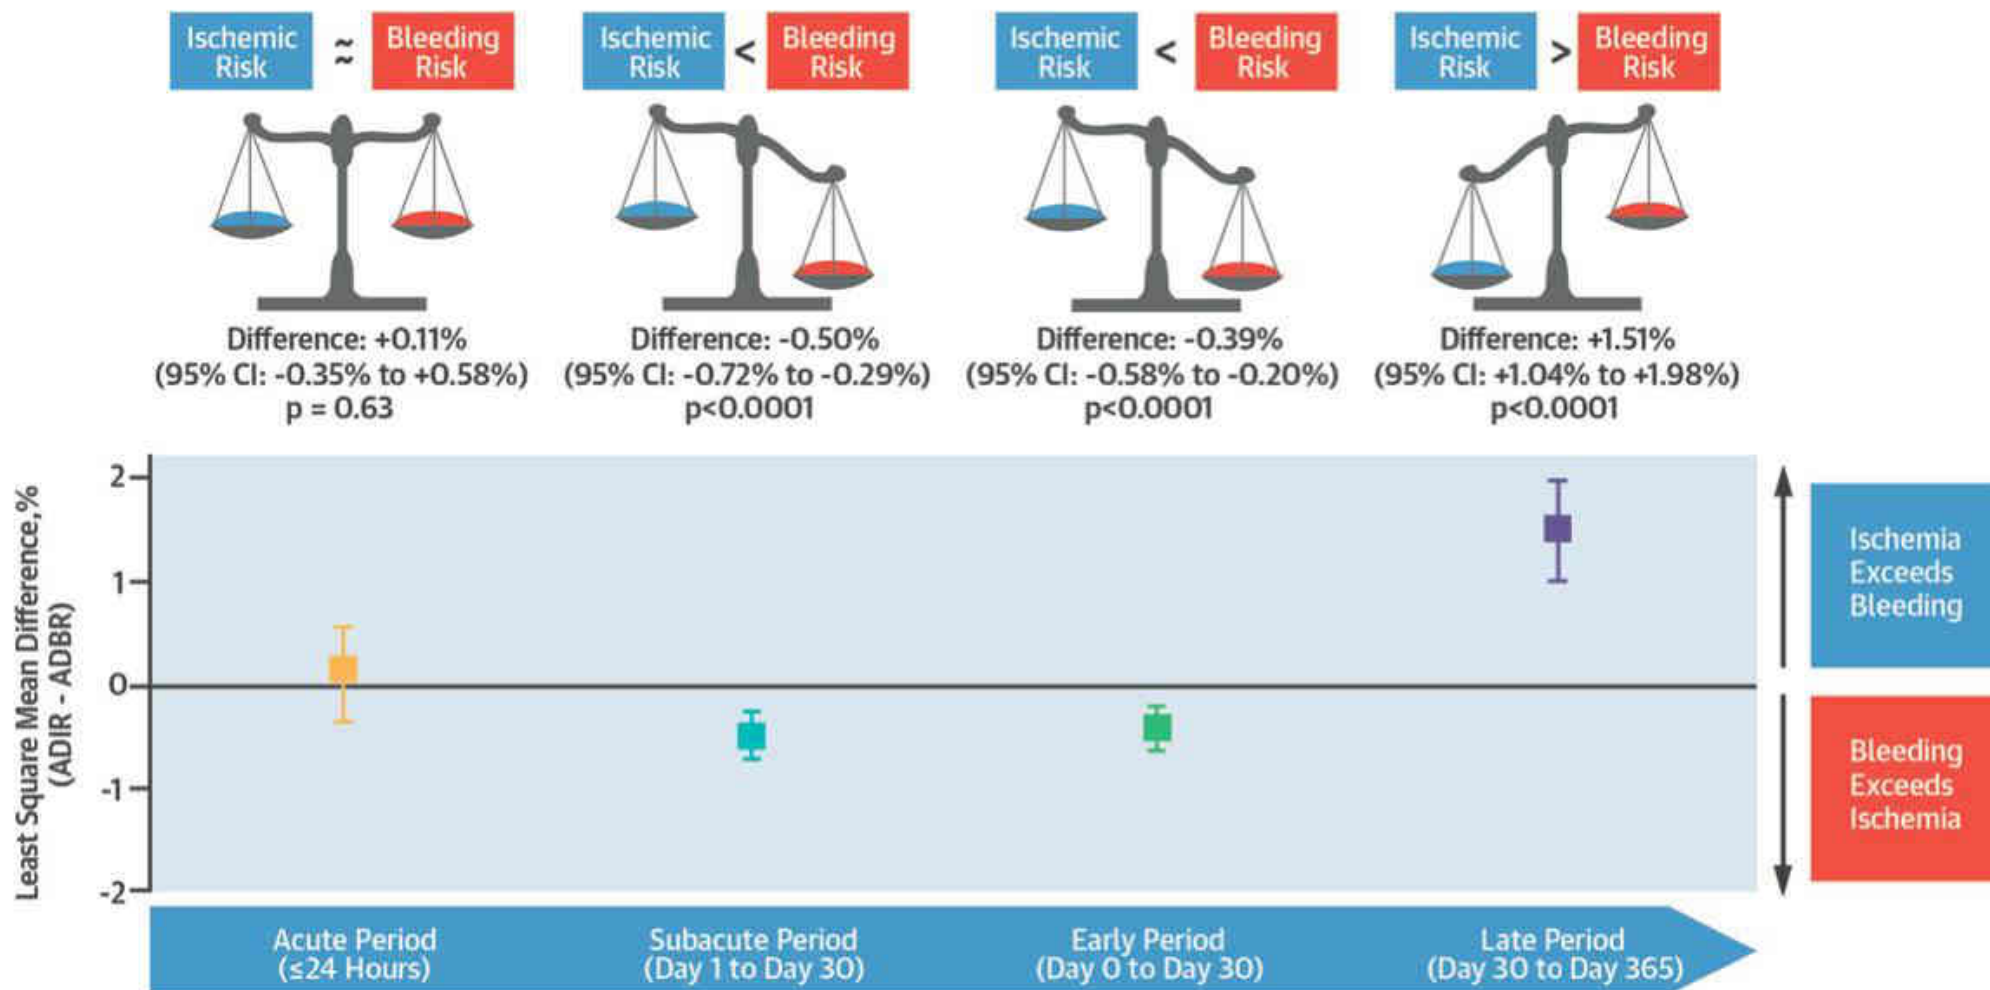 Ischemic Risk ≈ Bleeding Risk
Ischemic Risk < Bleeding Risk
Ischemic Risk < Bleeding Risk
Ischemic Risk > Bleeding Risk
Difference: +0.11%
(95% CI: -0.35% to +0.58%)
p = 0.63
Difference: -0.50%
(95% CI: -0.72% to -0.29%)
p<0.0001
Difference: -0.39%
(95% CI: -0.58% to -0.20%)
p<0.0001
Difference: +1.51%
(95% CI: +1.04% to +1.98%)
p<0.0001
Least Square Mean Difference,%
(ADIR - ADBR)
2
1
0
-1
-2
Ischemia
Exceeds
Bleeding
Bleeding
Exceeds
Ischemia
Acute Period
(≤24 Hours)
Subacute Period
(Day 1 to Day 30)
Early Period
(Day 0 to Day 30)
Late Period
(Day 30 to Day 365)